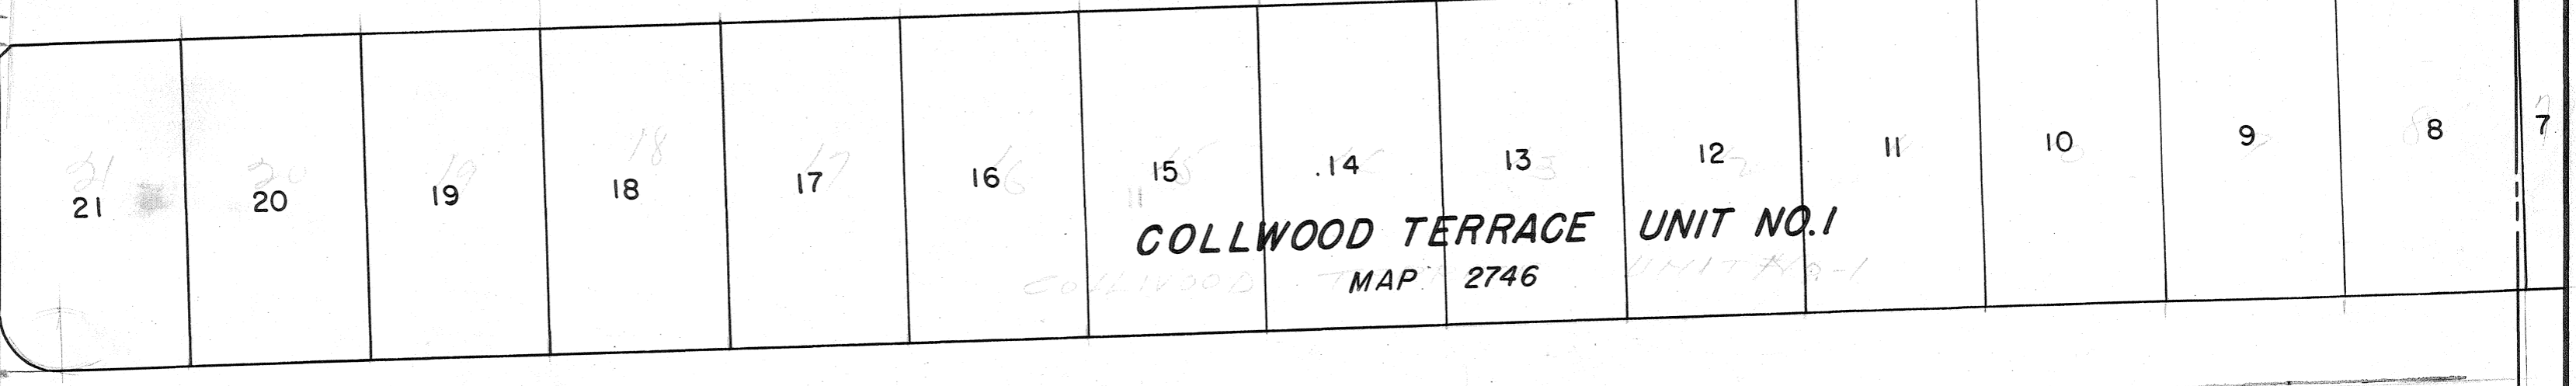 21 20 19 18 17 16 15 14 13 12 11 10 9 8 7
COLLWOOD TERRACE UNIT NO.1
MAP 2746